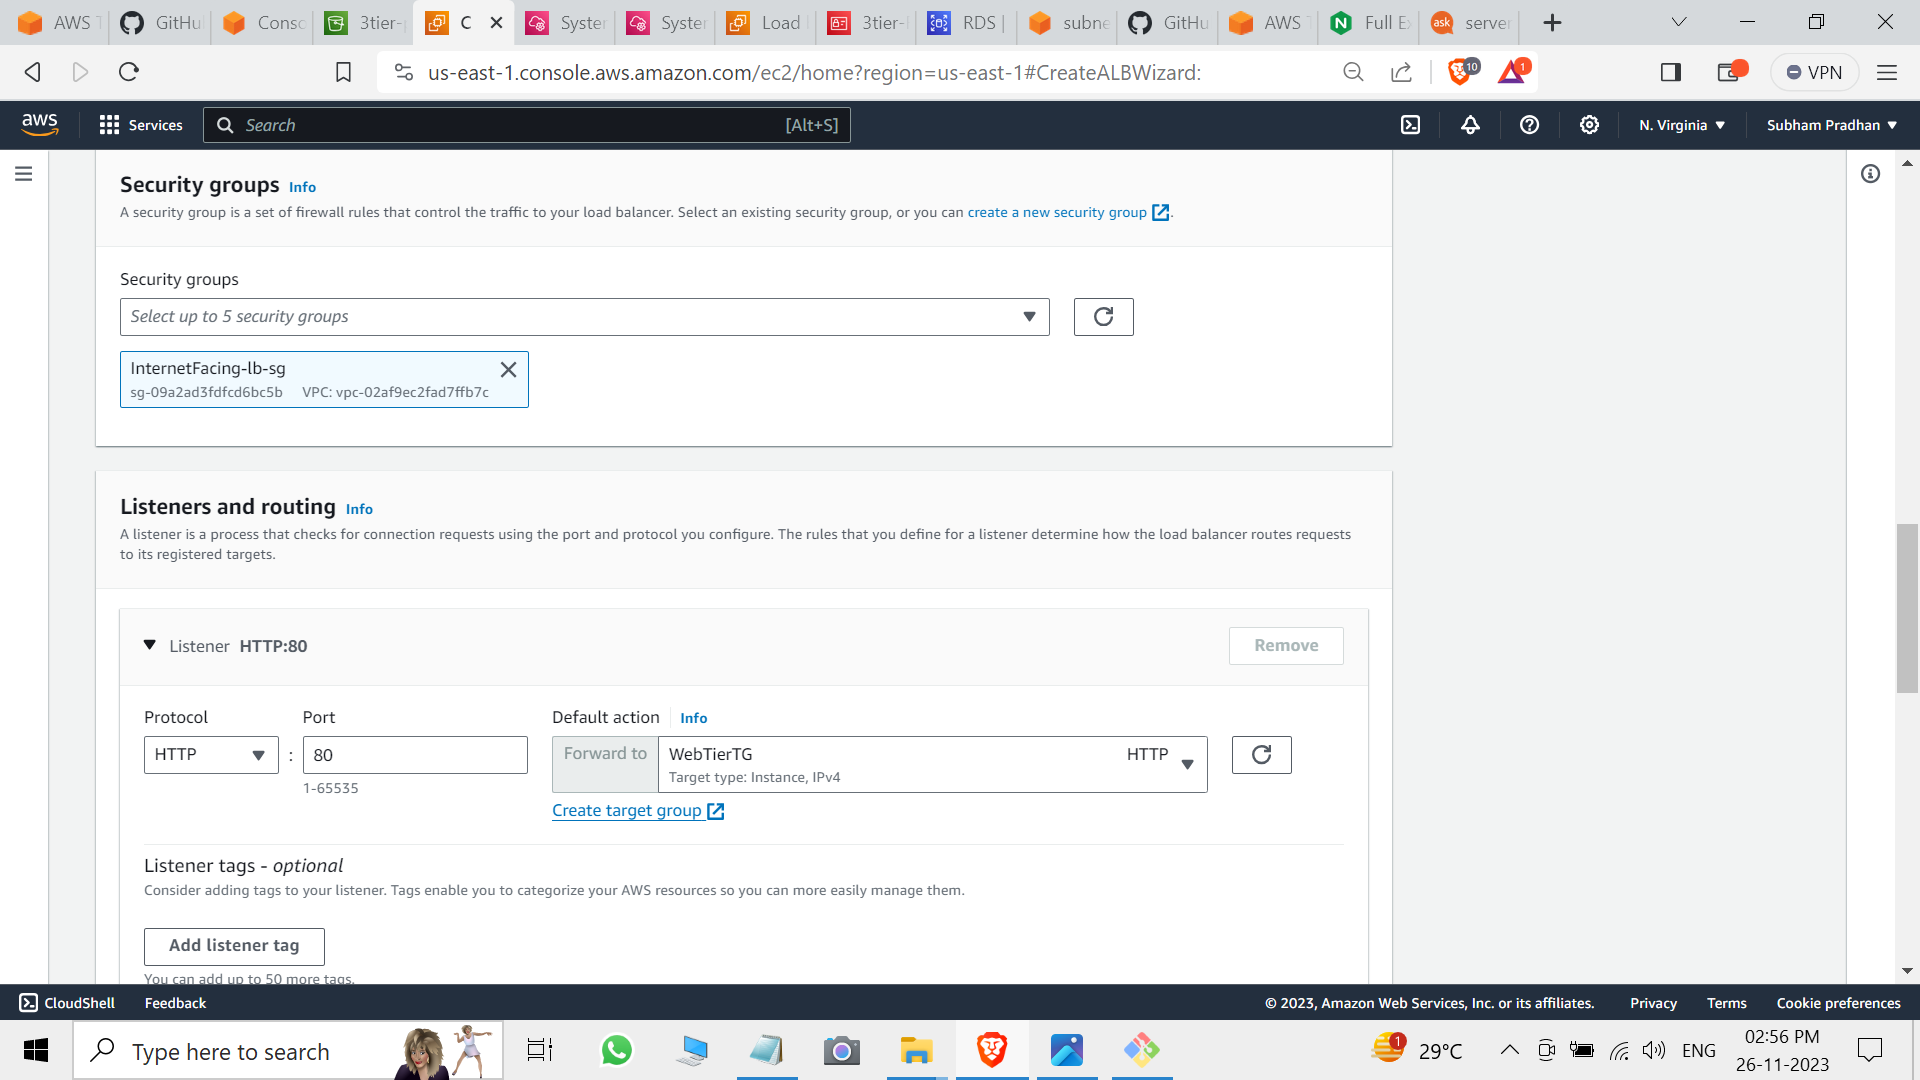 AWS T
GitHu
Conso
3tier-p
C
System
System
Load
3tier-
RDS |
subne
GitHu
AWS T
Full Ex
ask
server
us-east-1.console.aws.amazon.com/ec2/home?region=us-east-1#CreateALBWizard:
10
1
VPN
aws
Services
Search
[Alt+S]
N. Virginia
Subham Pradhan
Security groups Info
A security group is a set of firewall rules that control the traffic to your load balancer. Select an existing security group, or you can create a new security group.
Security groups
Select up to 5 security groups
InternetFacing-lb-sg
sg-09a2ad3fdfcd6bc5b VPC: vpc-02af9ec2fad7ffb7c
Listeners and routing Info
A listener is a process that checks for connection requests using the port and protocol you configure. The rules that you define for a listener determine how the load balancer routes requests
to its registered targets.
Listener HTTP:80
Remove
Protocol
Port
Default action Info
HTTP
:
80
Forward to
WebTierTG
HTTP
Target type: Instance, IPv4
1-65535
Create target group
Listener tags - optional
Consider adding tags to your listener. Tags enable you to categorize your AWS resources so you can more easily manage them.
Add listener tag
You can add up to 50 more tags.
CloudShell
Feedback
© 2023, Amazon Web Services, Inc. or its affiliates.
Privacy
Terms
Cookie preferences
Type here to search
1
29°C
ENG
02:56 PM
26-11-2023